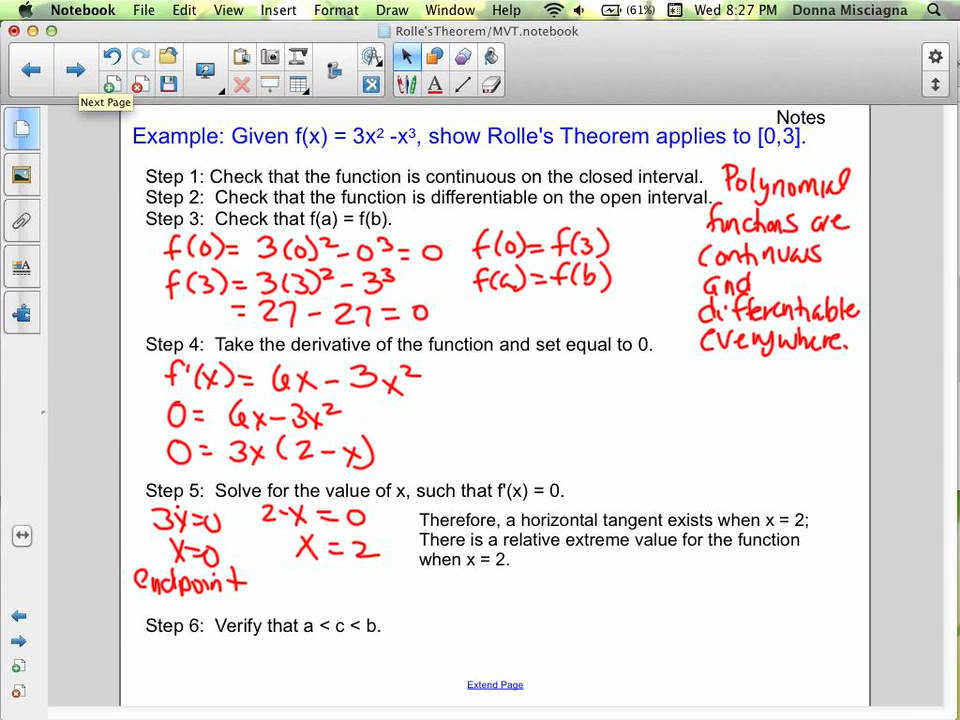 Notebook File Edit View Insert Format Draw Window Help (61%) Wed 8:27 PM Donna Misciagna
Rolle'sTheorem/MVT.notebook
Next Page
Notes
Example: Given f(x) = 3x² -x³, show Rolle's Theorem applies to [0,3].
Step 1: Check that the function is continuous on the closed interval.
Step 2: Check that the function is differentiable on the open interval.
Step 3: Check that f(a) = f(b).
Polynomial
functions are
continuous
and
differentiable
everywhere.
f(0) = 3(0)² - 0³ = 0 f(0) = f(3)
f(3) = 3(3)² - 3³ f(a) = f(b)
= 27 - 27 = 0
Step 4: Take the derivative of the function and set equal to 0.
f'(x) = 6x - 3x²
0 = 6x - 3x²
0 = 3x(2 - x)
Step 5: Solve for the value of x, such that f'(x) = 0.
3x = 0 2-x = 0
x = 0 x = 2
endpoint
Therefore, a horizontal tangent exists when x = 2;
There is a relative extreme value for the function
when x = 2.
Step 6: Verify that a < c < b.
Extend Page